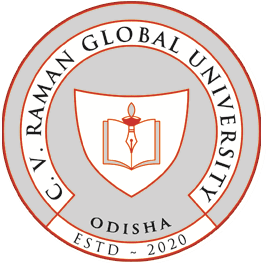 C. V. RAMAN GLOBAL UNIVERSITY
ODISHA
ESTD ~ 2020